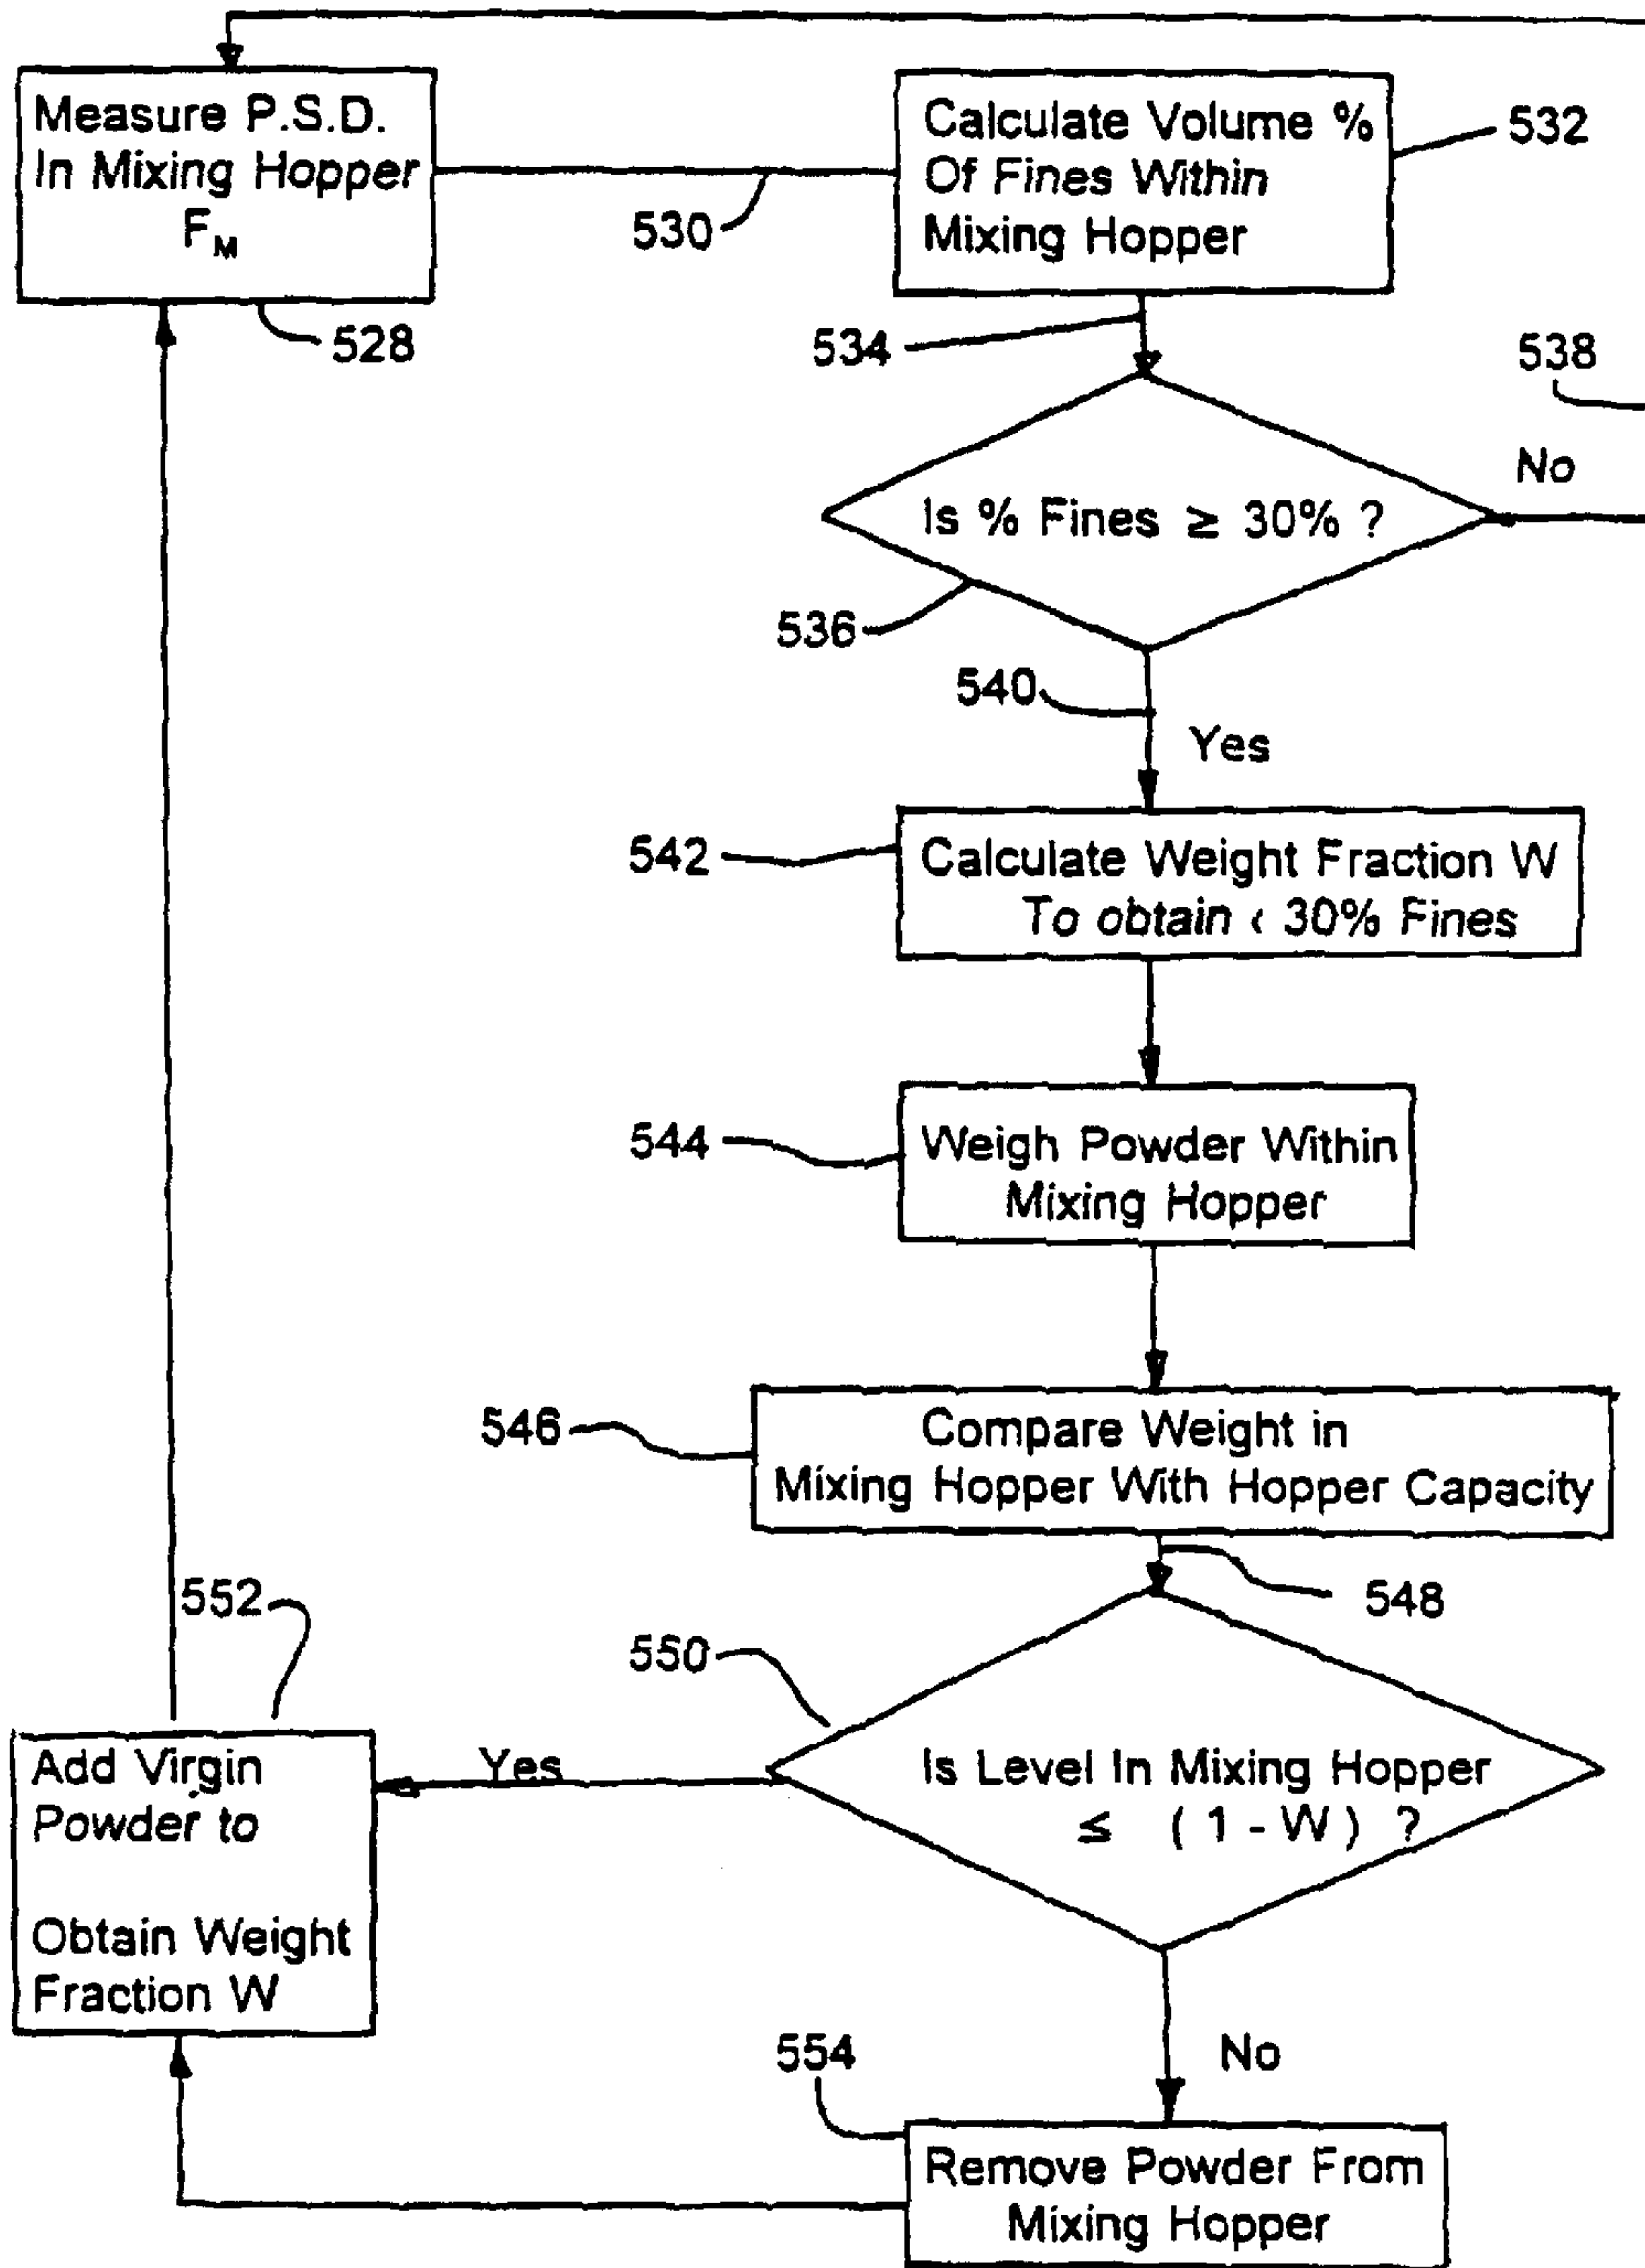 Measure P.S.D.
In Mixing Hopper
FM
528
530
Calculate Volume %
Of Fines Within
Mixing Hopper
532
534
538
Is % Fines ≥ 30% ?
No
536
540
Yes
542
Calculate Weight Fraction W
To obtain < 30% Fines
544
Weigh Powder Within
Mixing Hopper
546
Compare Weight in
Mixing Hopper With Hopper Capacity
548
552
550
Is Level In Mixing Hopper
≤ ( 1 - W ) ?
Yes
Add Virgin
Powder to
Obtain Weight
Fraction W
No
554
Remove Powder From
Mixing Hopper